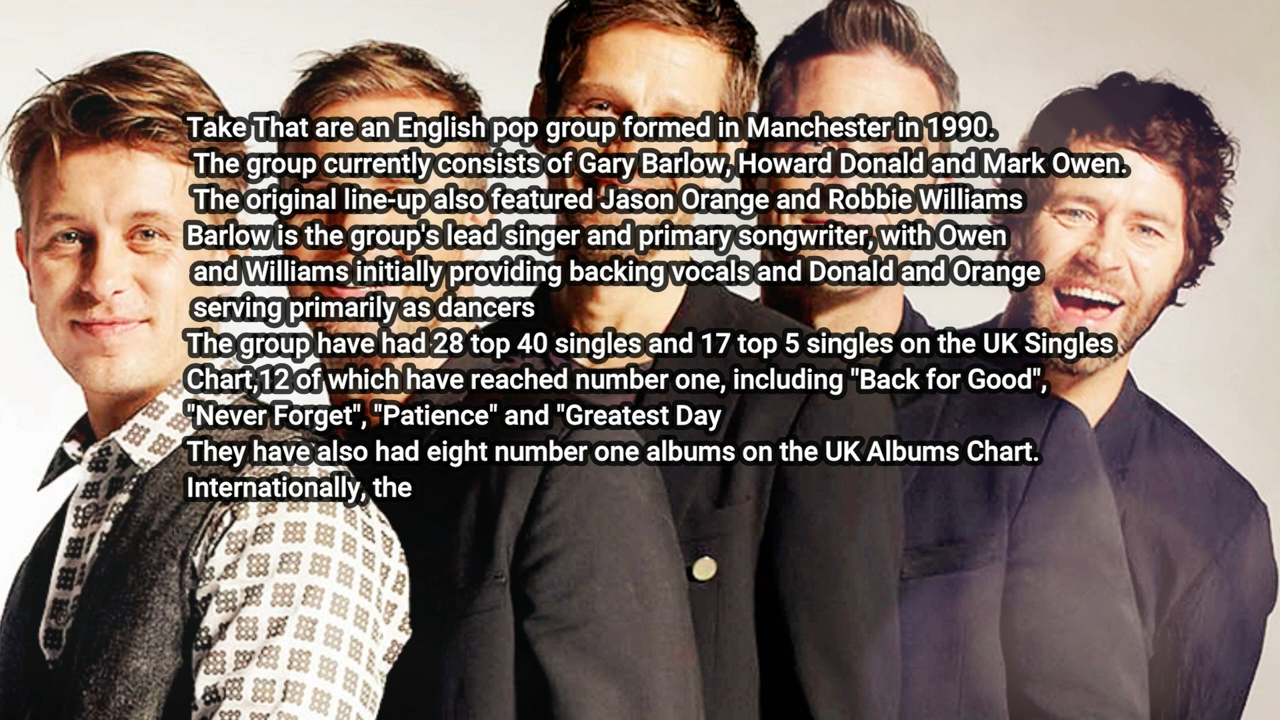 Take That are an English pop group formed in Manchester in 1990.
The group currently consists of Gary Barlow, Howard Donald and Mark Owen.
The original line-up also featured Jason Orange and Robbie Williams
Barlow is the group's lead singer and primary songwriter, with Owen
and Williams initially providing backing vocals and Donald and Orange
serving primarily as dancers
The group have had 28 top 40 singles and 17 top 5 singles on the UK Singles
Chart,12 of which have reached number one, including "Back for Good",
"Never Forget", "Patience" and "Greatest Day
They have also had eight number one albums on the UK Albums Chart.
Internationally, the